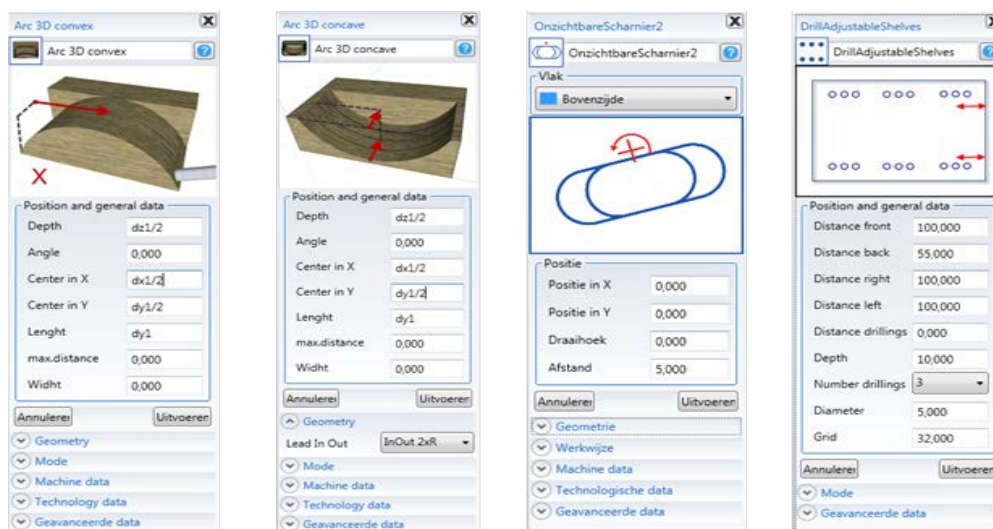 Arc 3D convex
Arc 3D convex
X
Position and general data
Depth dz1/2
Angle 0,000
Center in X dx1/2
Center in Y dy1/2
Lenght dy1
max.distance 0,000
Widht 0,000
Annulerei Uitvoerer
Geometry
Mode
Machine data
Technology data
Geavanceerde data
Arc 3D concave
Arc 3D concave
Position and general data
Depth dz1/2
Angle 0,000
Center in X dx1/2
Center in Y dy1/2
Lenght dy1
max.distance 0,000
Widht 0,000
Annulerei Uitvoerer
Geometry
Lead In Out InOut 2xR
Mode
Machine data
Technology data
Geavanceerde data
OnzichtbareScharnier2
OnzichtbareScharnier2
Vlak
Bovenzijde
Positie
Positie in X 0,000
Positie in Y 0,000
Draaihoek 0,000
Afstand 5,000
Annulerei Uitvoerer
Geometrie
Werkwijze
Machine data
Technologische data
Geavanceerde data
DrillAdjustableShelves
DrillAdjustableShelves
Position and general data
Distance front 100,000
Distance back 55,000
Distance right 100,000
Distance left 100,000
Distance drillings 0,000
Depth 10,000
Number drillings 3
Diameter 5,000
Grid 32,000
Annulerei Uitvoerer
Mode
Geavanceerde data